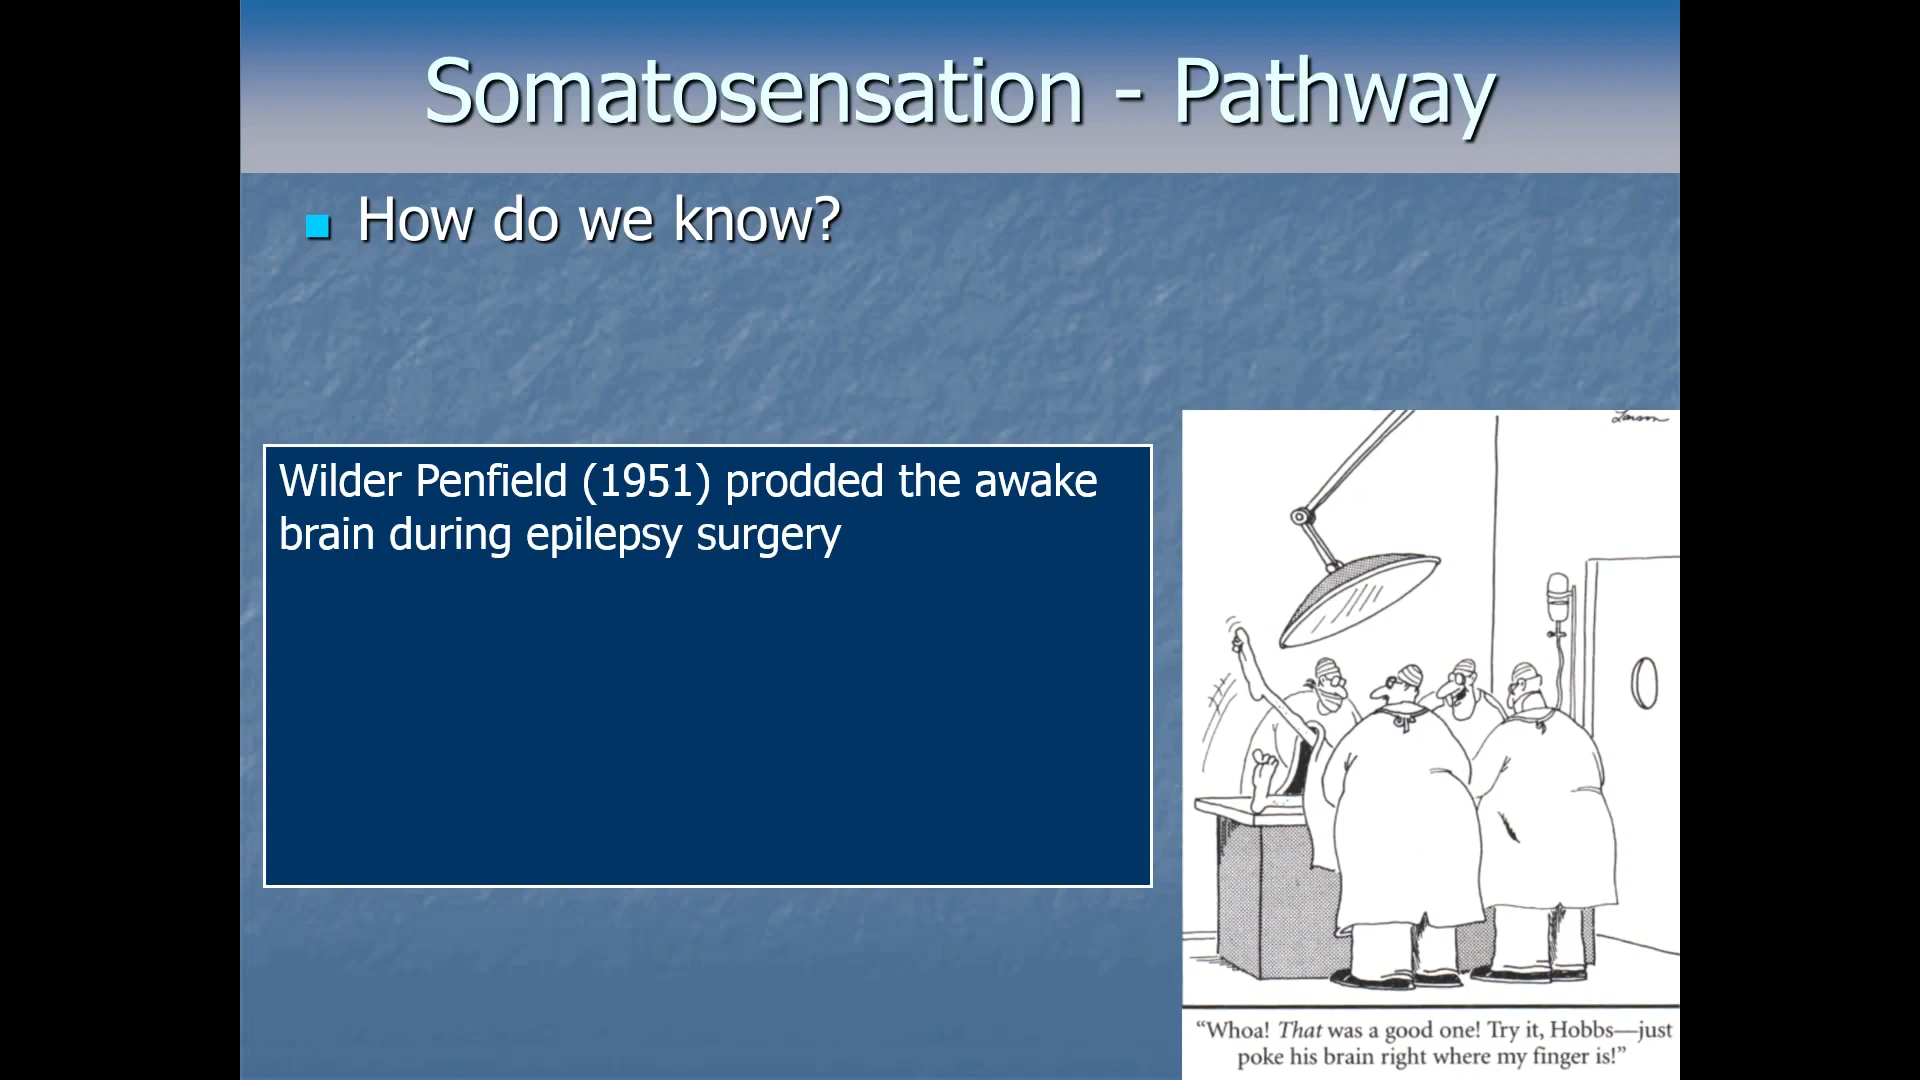 Somatosensation - Pathway
How do we know?
Wilder Penfield (1951) prodded the awake
brain during epilepsy surgery
Larson
“Whoa! That was a good one! Try it, Hobbs—just
poke his brain right where my finger is!”